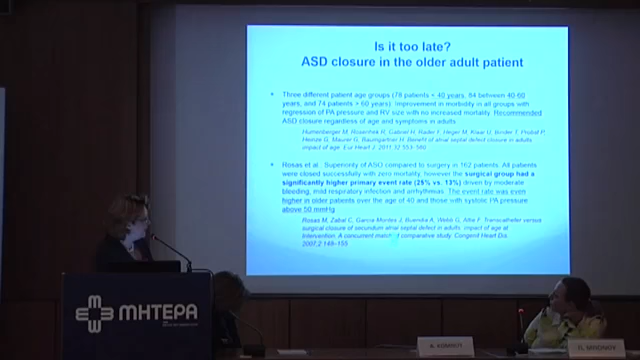 Is it too late?
ASD closure in the older adult patient
Three different patient age groups (78 patients < 40 years, 84 between 40-60
years, and 74 patients > 60 years). Improvement in morbidity in all groups with
regression of PA pressure and RV size with no increased mortality. Recommended
ASD closure regardless of age and symptoms in adults.
Humenberger M, Rosenhek R, Gabriel H, Rader F, Heger M, Klaar U, Binder T, Probst P,
Heinze G, Maurer G, Baumgartner H. Benefit of atrial septal defect closure in adults:
impact of age. Eur Heart J. 2011;32:553-560.
Rosas et al. Superiority of ASO compared to surgery in 162 patients. All patients
were closed successfully with zero mortality, however the surgical group had a
significantly higher primary event rate (25% vs. 13%) driven by moderate
bleeding, mild respiratory infection and arrhythmias. The event rate was even
higher in older patients over the age of 40 and those with systolic PA pressure
above 50 mmHg.
Rosas M, Zabal C, Garcia-Montes J, Buendia A, Webb G, Attie F. Transcatheter versus
surgical closure of secundum atrial septal defect in adults: impact of age at
intervention. A concurrent matched comparative study. Congenit Heart Dis.
2007;2:148-155.
ΜΗΤΕΡΑ